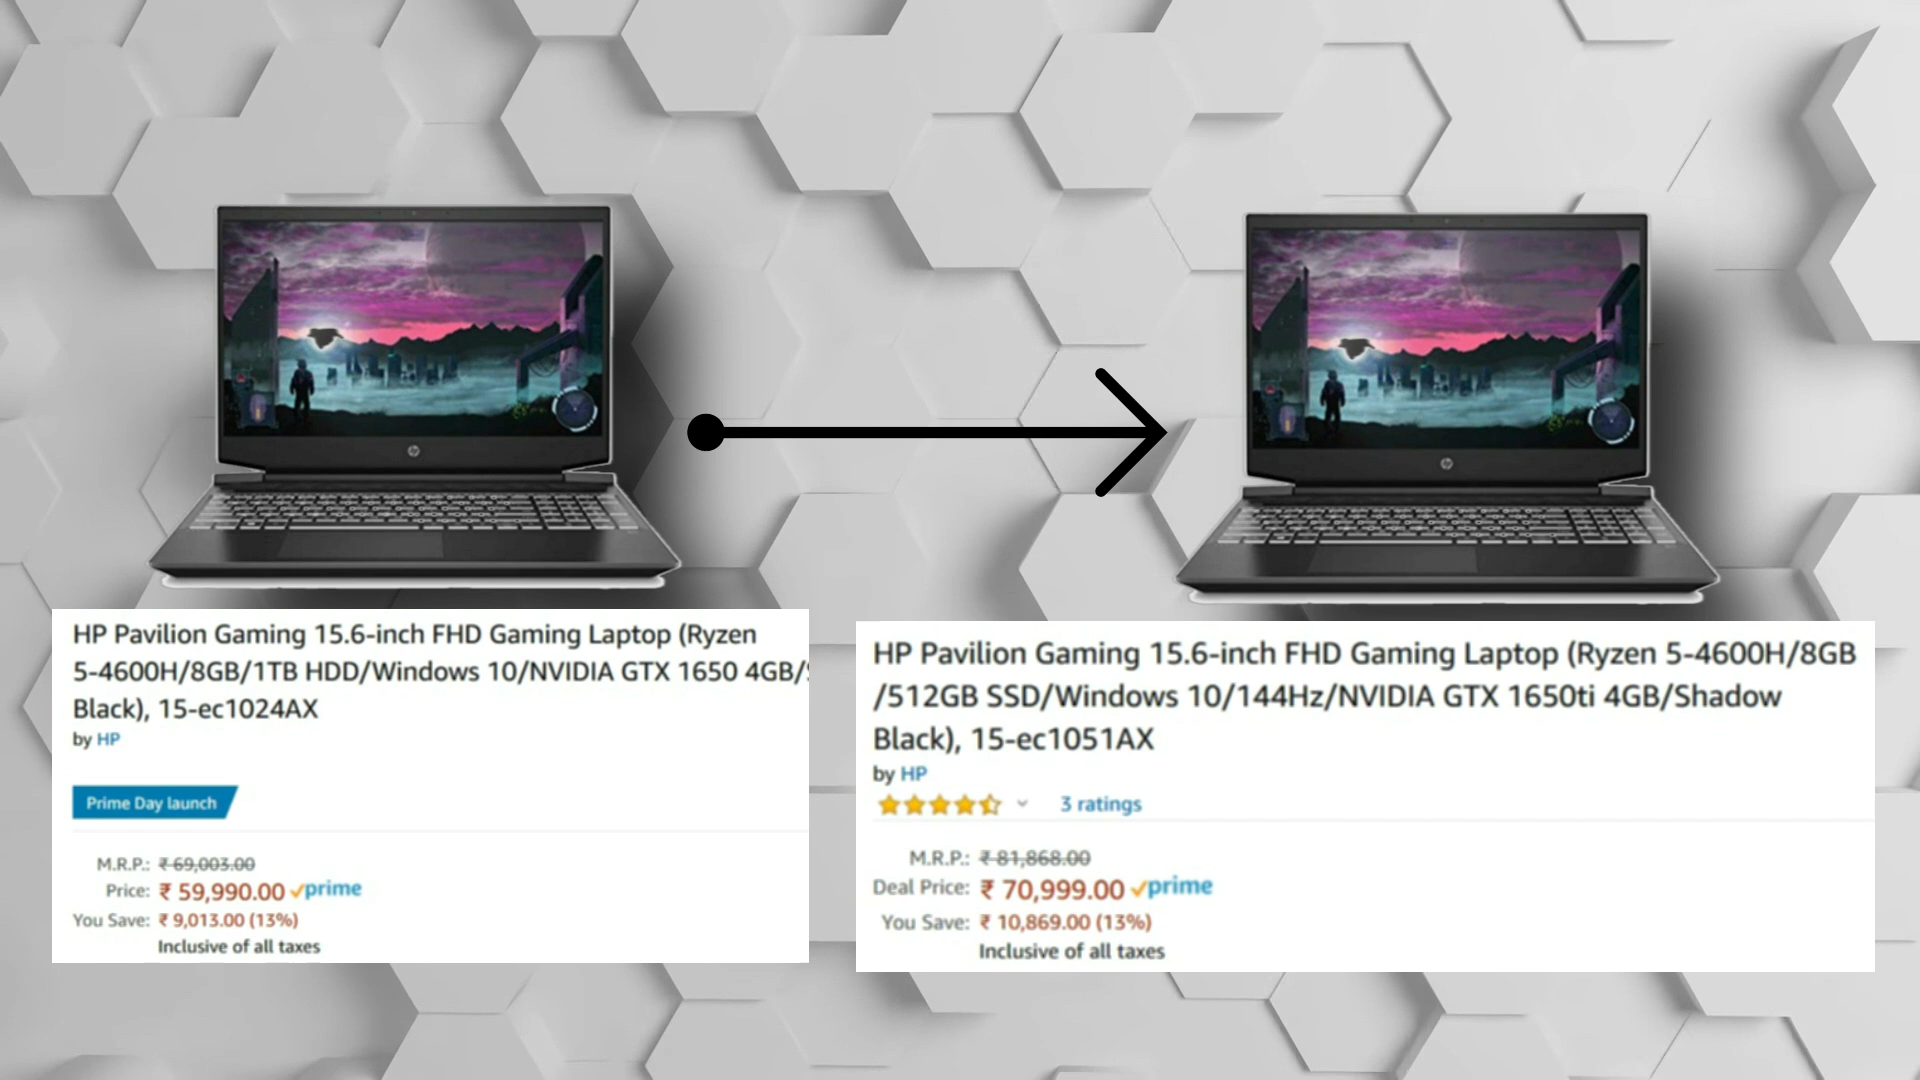 HP Pavilion Gaming 15.6-inch FHD Gaming Laptop (Ryzen
5-4600H/8GB/1TB HDD/Windows 10/NVIDIA GTX 1650 4GB/
Black), 15-ec1024AX
by HP
Prime Day launch
M.R.P.: ₹ 69,003.00
Price: ₹ 59,990.00 prime
You Save: ₹ 9,013.00 (13%)
Inclusive of all taxes
HP Pavilion Gaming 15.6-inch FHD Gaming Laptop (Ryzen 5-4600H/8GB
/512GB SSD/Windows 10/144Hz/NVIDIA GTX 1650ti 4GB/Shadow
Black), 15-ec1051AX
by HP
3 ratings
M.R.P.: ₹ 81,868.00
Deal Price: ₹ 70,999.00 prime
You Save: ₹ 10,869.00 (13%)
Inclusive of all taxes